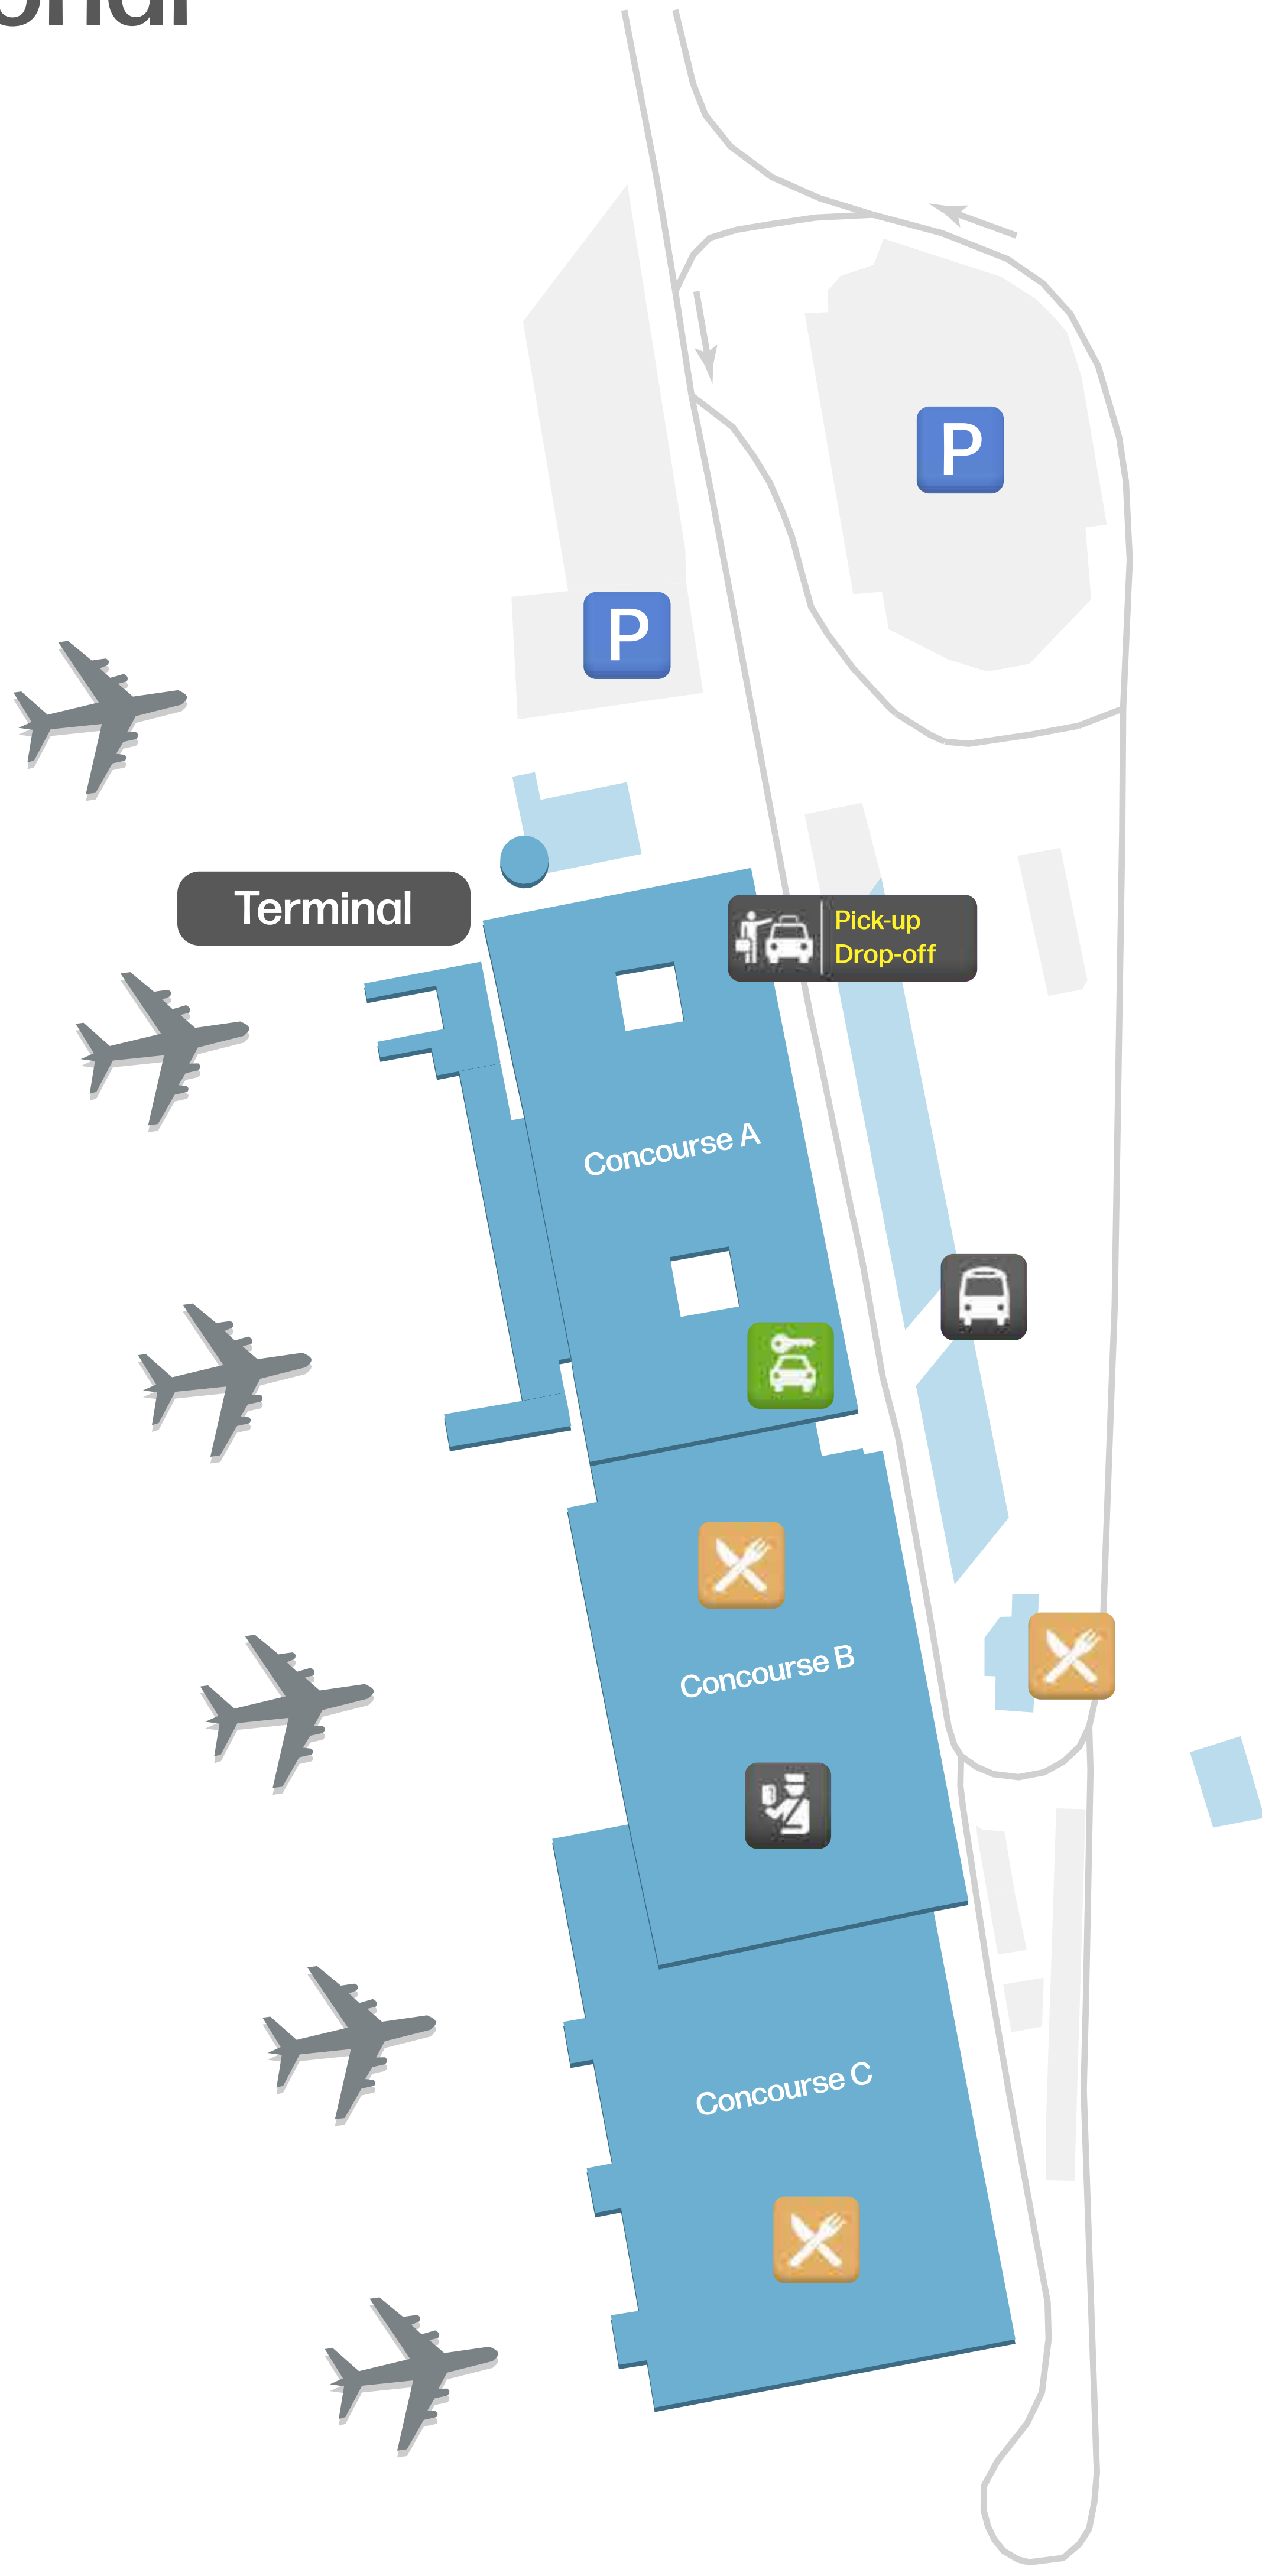 P
P
Terminal
Pick-up
Drop-off
Concourse A
Concourse B
Concourse C